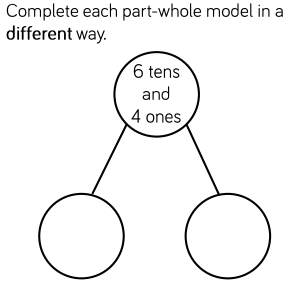 Complete each part-whole model in a
different way.
6 tens
and
4 ones